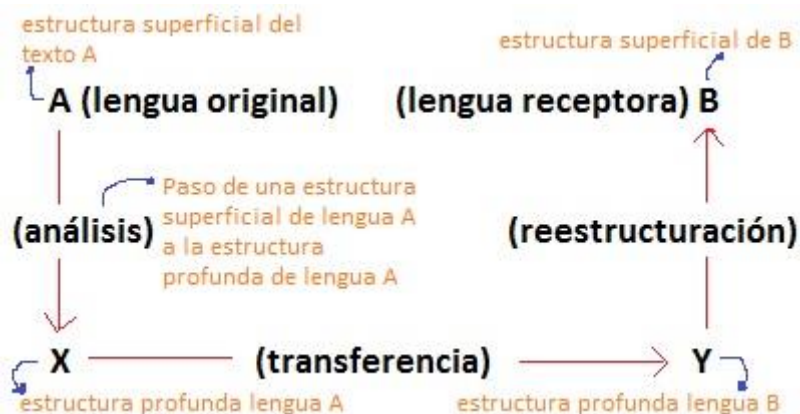 estructura superficial del
texto A
estructura superficial de B
A (lengua original)
(lengua receptora) B
(análisis)
Paso de una estructura
superficial de lengua A
a la estructura
profunda de lengua A
(reestructuración)
X
(transferencia)
Y
estructura profunda lengua A
estructura profunda lengua B